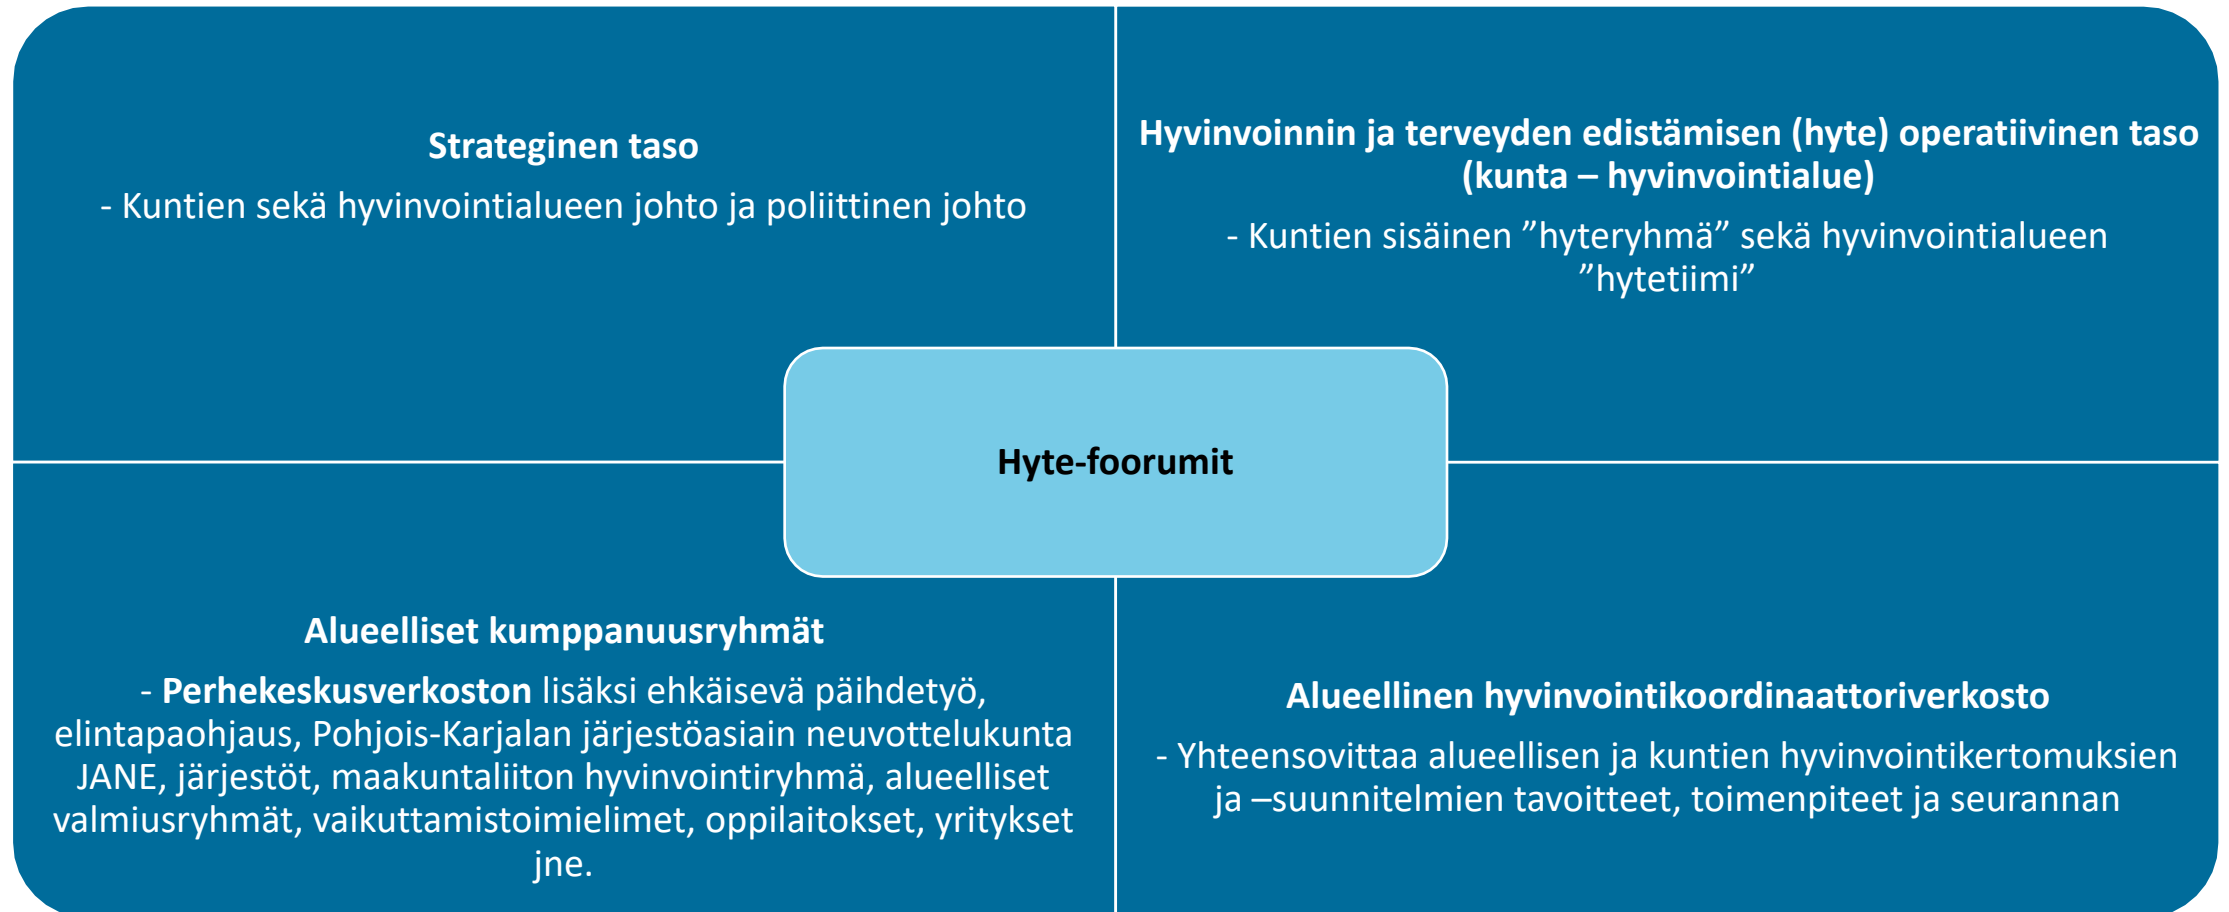 Strateginen taso
- Kuntien sekä hyvinvointialueen johto ja poliittinen johto
Hyvinvoinnin ja terveyden edistämisen (hyte) operatiivinen taso
(kunta – hyvinvointialue)
- Kuntien sisäinen ”hyteryhmä” sekä hyvinvointialueen
”hytetiimi”
Hyte-foorumit
Alueelliset kumppanuusryhmät
- Perhekeskusverkoston lisäksi ehkäisevä päihdetyö,
elintapaohjaus, Pohjois-Karjalan järjestöasiain neuvottelukunta
JANE, järjestöt, maakuntaliiton hyvinvointiryhmä, alueelliset
valmiusryhmät, vaikuttamistoimielimet, oppilaitokset, yritykset
jne.
Alueellinen hyvinvointikoordinaattoriverkosto
- Yhteensovittaa alueellisen ja kuntien hyvinvointikertomuksien
ja –suunnitelmien tavoitteet, toimenpiteet ja seurannan